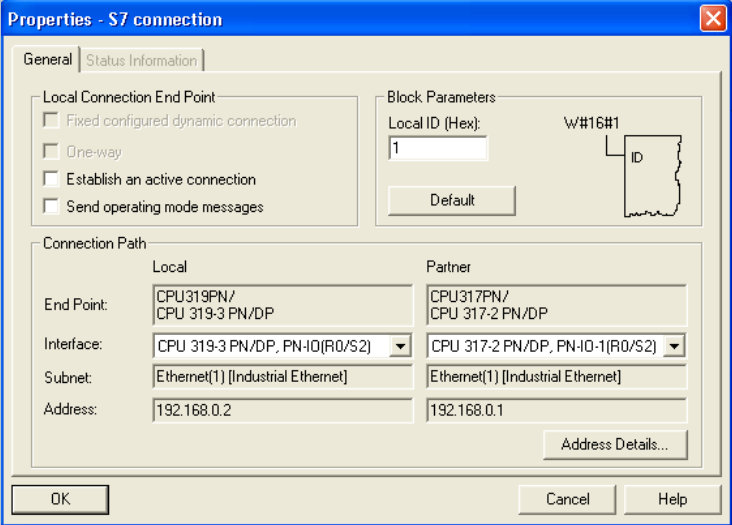 Properties - S7 connection
General
Status Information
Local Connection End Point
Fixed configured dynamic connection
One-way
Establish an active connection
Send operating mode messages
Block Parameters
Local ID (Hex):
1
W#16#1
ID
Default
Connection Path
Local
Partner
End Point:
CPU319PN/
CPU 319-3 PN/DP
CPU317PN/
CPU 317-2 PN/DP
Interface:
CPU 319-3 PN/DP, PN-IO(R0/S2)
CPU 317-2 PN/DP, PN-IO-1(R0/S2)
Subnet:
Ethernet(1) [Industrial Ethernet]
Ethernet(1) [Industrial Ethernet]
Address:
192.168.0.2
192.168.0.1
Address Details...
OK
Cancel
Help